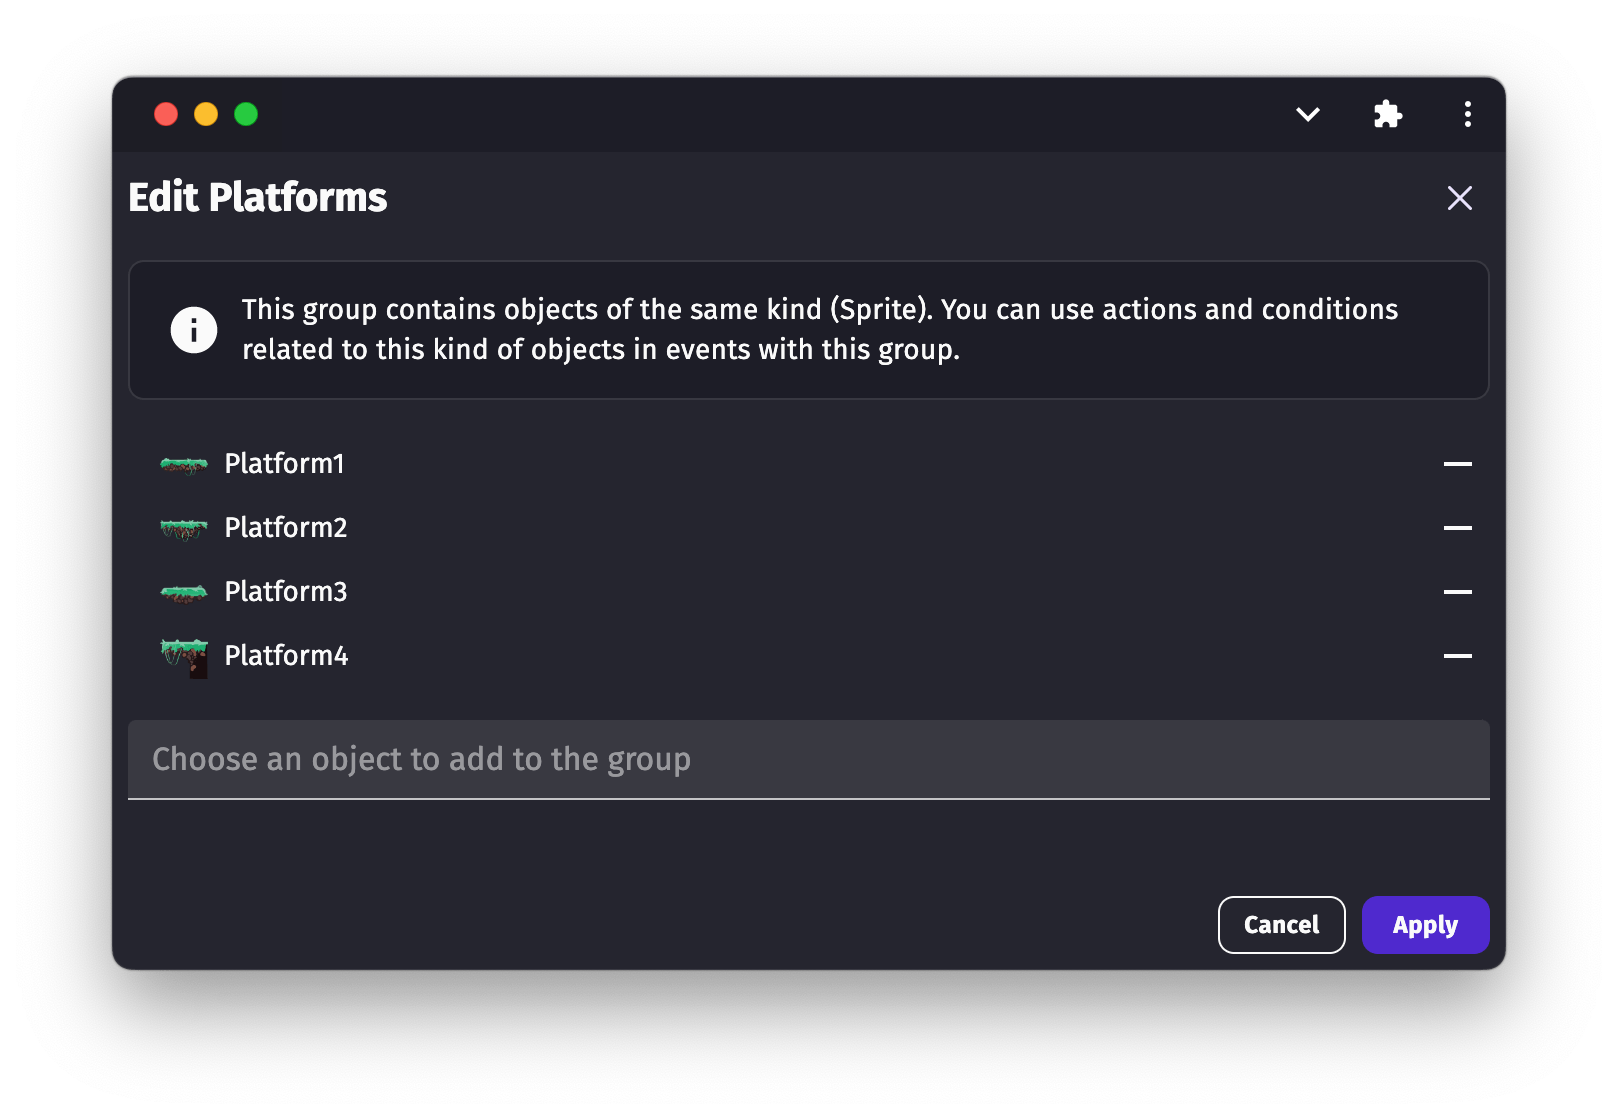 Edit Platforms
This group contains objects of the same kind (Sprite). You can use actions and conditions
related to this kind of objects in events with this group.
Platform1
Platform2
Platform3
Platform4
Choose an object to add to the group
Cancel
Apply